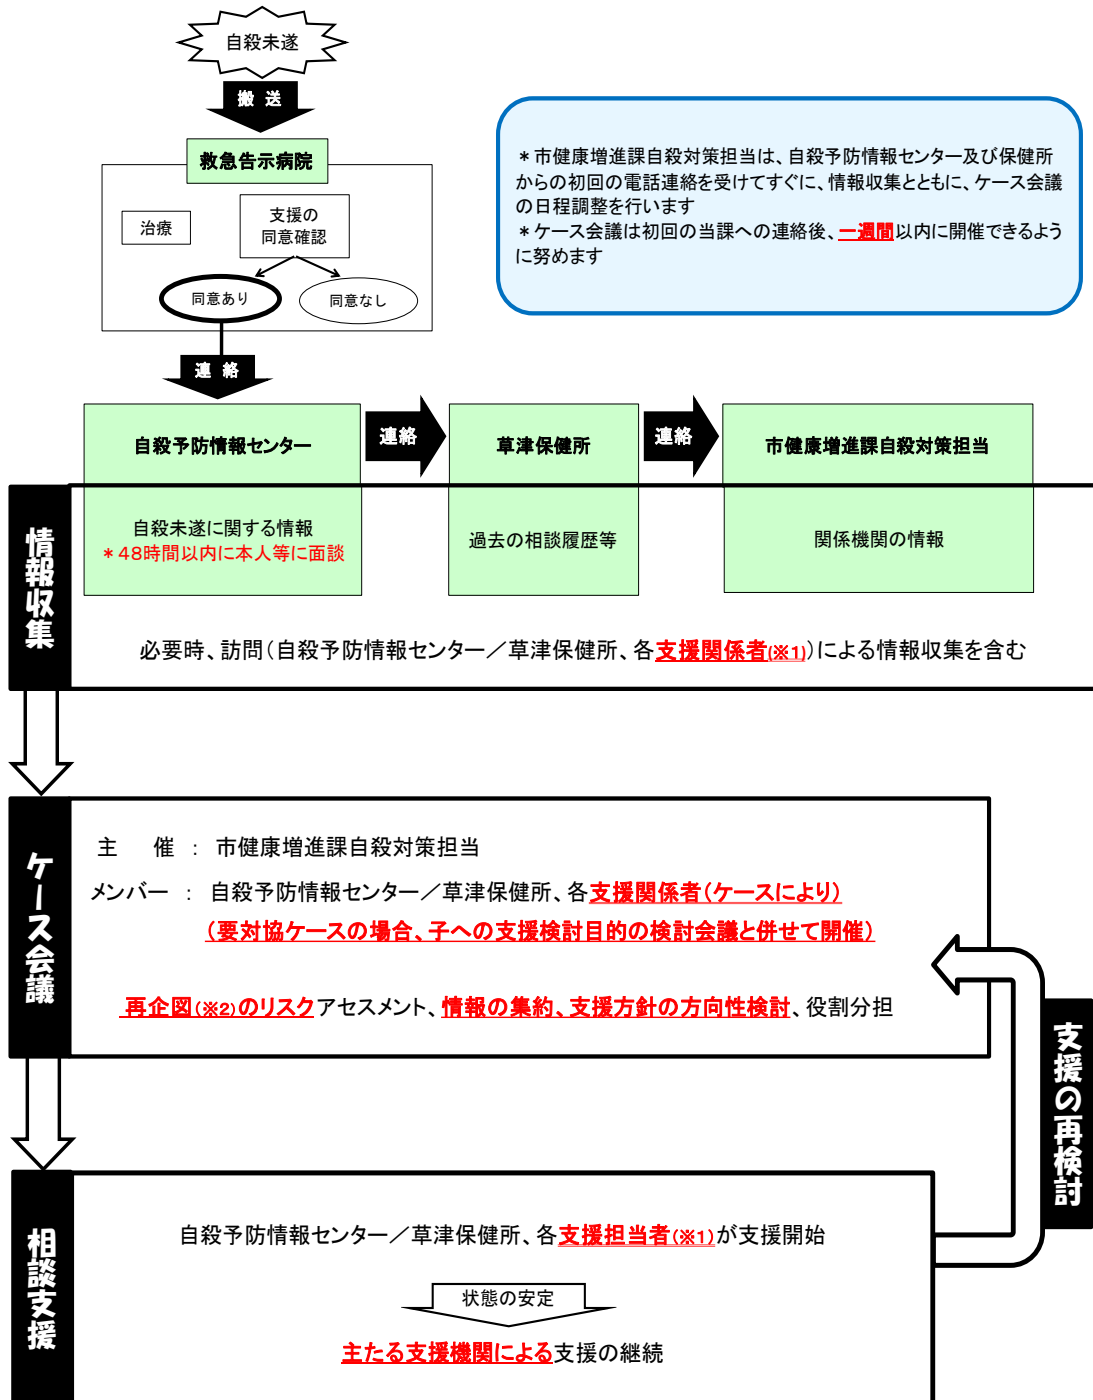 自殺未遂
搬 送
救急告示病院
治療
支援の
同意確認
同意あり
同意なし
＊市健康増進課自殺対策担当は、自殺予防情報センター及び保健所
からの初回の電話連絡を受けてすぐに、情報収集とともに、ケース会議
の日程調整を行います
＊ケース会議は初回の当課への連絡後、一週間以内に開催できるよう
に努めます
連 絡
自殺予防情報センター
連絡
草津保健所
連絡
市健康増進課自殺対策担当
情報収集
自殺未遂に関する情報
＊48時間以内に本人等に面談
過去の相談履歴等
関係機関の情報
必要時、訪問（自殺予防情報センター／草津保健所、各支援関係者(※1)）による情報収集を含む
ケース会議
主　催 ： 市健康増進課自殺対策担当
メンバー ： 自殺予防情報センター／草津保健所、各支援関係者（ケースにより）
（要対協ケースの場合、子への支援検討目的の検討会議と併せて開催）
再企図(※2)のリスクアセスメント、情報の集約、支援方針の方向性検討、役割分担
支援の再検討
相談支援
自殺予防情報センター／草津保健所、各支援担当者(※1)が支援開始
状態の安定
主たる支援機関による支援の継続